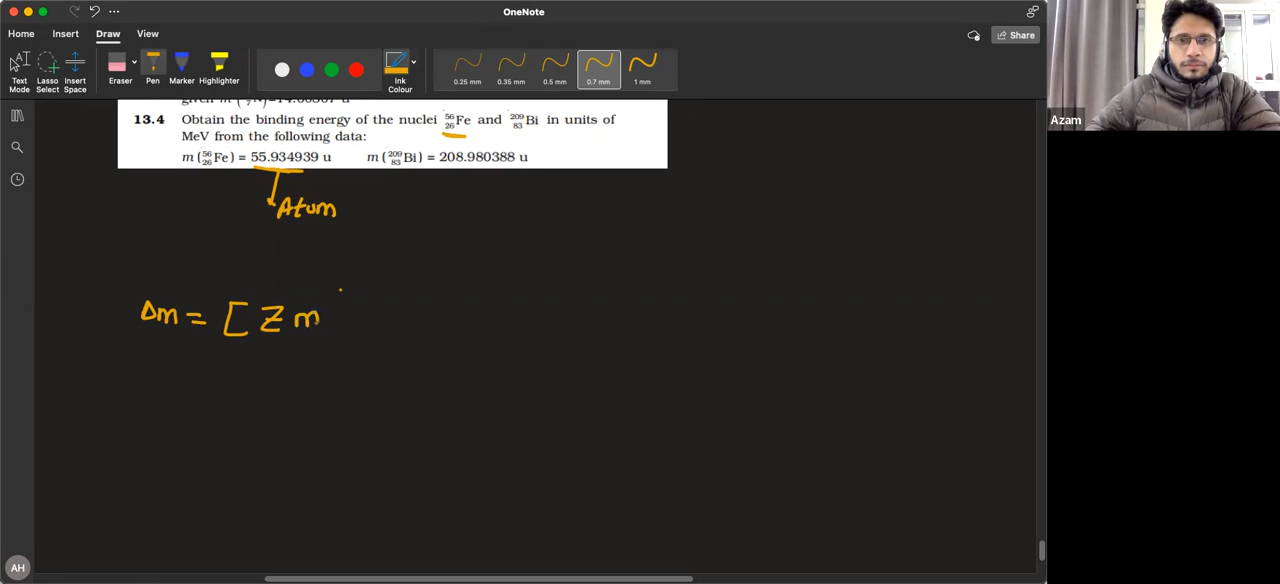 OneNote
Home Insert Draw View
Share
Text Mode Lasso Select Insert Space Eraser Pen Marker Highlighter Ink Colour 0.25 mm 0.35 mm 0.5 mm 0.7 mm 1 mm
13.4 Obtain the binding energy of the nuclei ⁵⁶₂₆Fe and ²⁰⁹₈₃Bi in units of
MeV from the following data:
m (⁵⁶₂₆Fe) = 55.934939 u m (²⁰⁹₈₃Bi) = 208.980388 u
Atom
Δm = [ Z m
Azam
AH